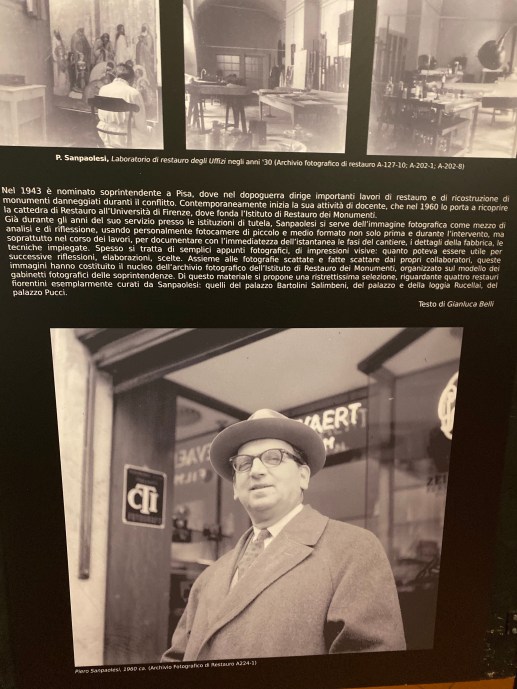 P. Sanpaolesi, Laboratorio di restauro degli Uffizi negli anni '30 (Archivio fotografico di restauro A-127-10; A-202-1; A-202-8)
Nel 1943 è nominato soprintendente a Pisa, dove nel dopoguerra dirige importanti lavori di restauro e di ricostruzione di
monumenti danneggiati durante il conflitto. Contemporaneamente inizia la sua attività di docente, che nel 1960 lo porta a ricoprire
la cattedra di Restauro all'Università di Firenze, dove fonda l'Istituto di Restauro dei Monumenti.
Già durante gli anni del suo servizio presso le istituzioni di tutela, Sanpaolesi si serve dell'immagine fotografica come mezzo di
analisi e di riflessione, usando personalmente fotocamere di piccolo e medio formato non solo prima e durante l'intervento, ma
soprattutto nel corso dei lavori, per documentare con l'immediatezza dell'istantanea le fasi del cantiere, i dettagli della fabbrica, le
tecniche impiegate. Spesso si tratta di semplici appunti fotografici, di impressioni visive: quanto poteva essere utile per
successive riflessioni, elaborazioni, scelte. Assieme alle fotografie scattate e fatte scattare dai propri collaboratori, queste
immagini hanno costituito il nucleo dell'archivio fotografico dell'Istituto di Restauro dei Monumenti, organizzato sul modello dei
gabinetti fotografici delle soprintendenze. Di questo materiale si propone una ristrettissima selezione, riguardante quattro restauri
fiorentini esemplarmente curati da Sanpaolesi: quelli del palazzo Bartolini Salimbeni, del palazzo e della loggia Rucellai, del
palazzo Pucci.
Testo di Gianluca Belli
VAERT
CTI
Piero Sanpaolesi, 1960 ca. (Archivio Fotografico di Restauro A224-1)